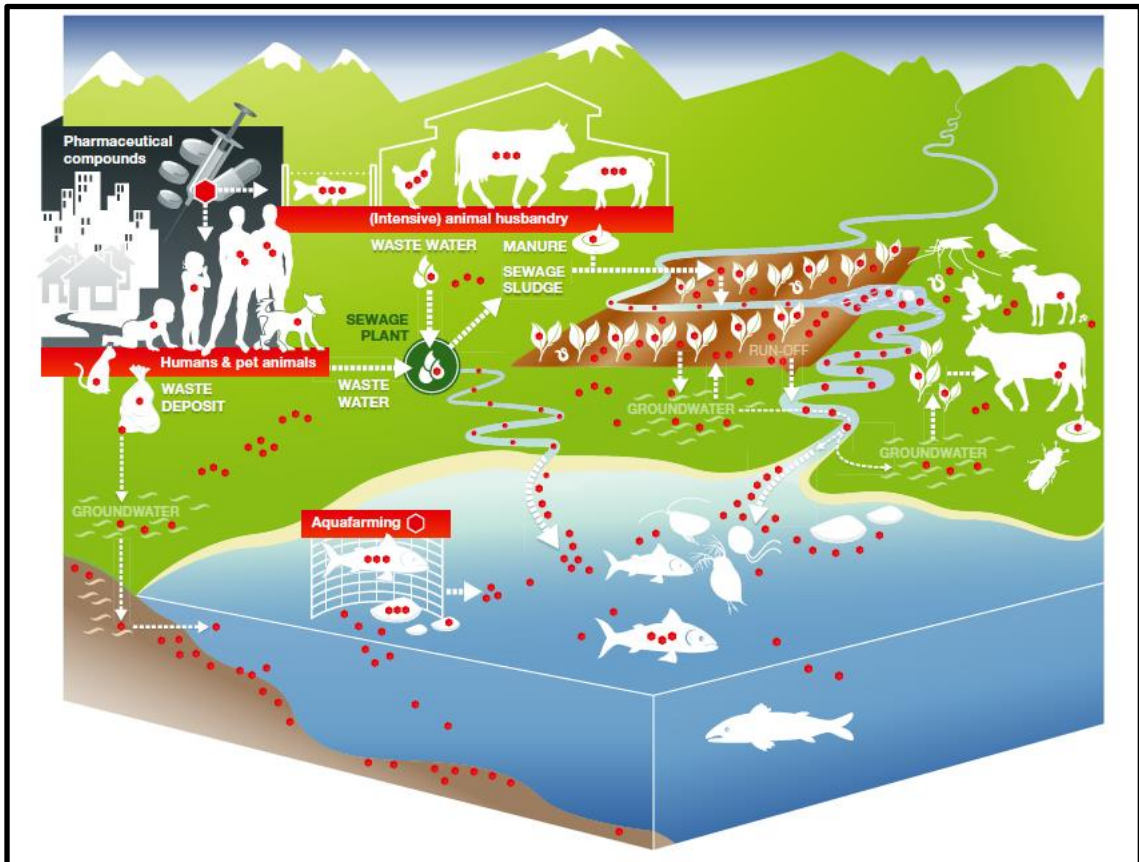 Pharmaceutical
compounds
(Intensive) animal husbandry
WASTE WATER
MANURE
SEWAGE
SLUDGE
SEWAGE
PLANT
Humans & pet animals
WASTE
DEPOSIT
WASTE
WATER
RUN-OFF
GROUNDWATER
GROUNDWATER
GROUNDWATER
Aquafarming